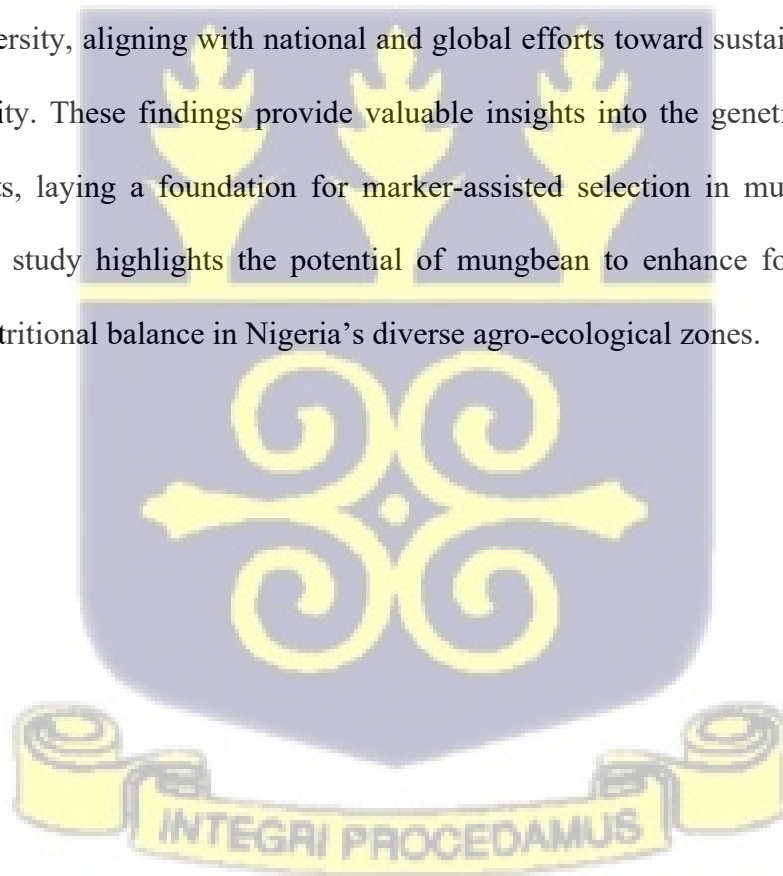 ersity, aligning with national and global efforts toward sustai
ity. These findings provide valuable insights into the geneti
ts, laying a foundation for marker-assisted selection in mu
study highlights the potential of mungbean to enhance fo
tritional balance in Nigeria’s diverse agro-ecological zones.
INTEGRI PROCEDAMUS